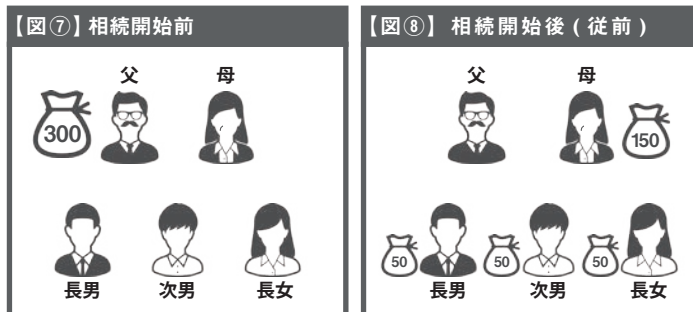 【図⑦】相続開始前
父 母
300
長男 次男 長女
【図⑧】 相続開始後(従前)
父 母
150
50 50 50
長男 次男 長女